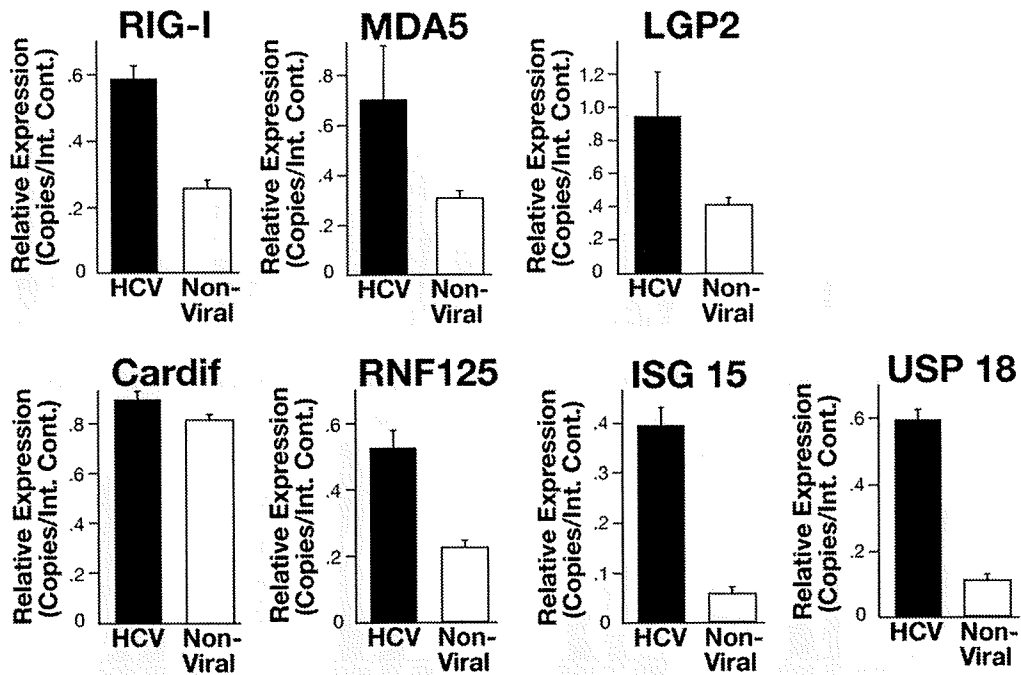 RIG-I
Relative Expression
(Copies/Int. Cont.)
.6
.4
.2
0
HCV
Non-
Viral
MDA5
Relative Expression
(Copies/Int. Cont.)
.8
.6
.4
.2
0
HCV
Non-
Viral
LGP2
Relative Expression
(Copies/Int. Cont.)
1.2
1.0
.8
.6
.4
.2
0
HCV
Non-
Viral
Cardif
Relative Expression
(Copies/Int. Cont.)
.8
.6
.4
.2
0
HCV
Non-
Viral
RNF125
Relative Expression
(Copies/Int. Cont.)
.6
.4
.2
0
HCV
Non-
Viral
ISG 15
Relative Expression
(Copies/Int. Cont.)
.4
.3
.2
.1
0
HCV
Non-
Viral
USP 18
Relative Expression
(Copies/Int. Cont.)
.6
.4
.2
0
HCV
Non-
Viral